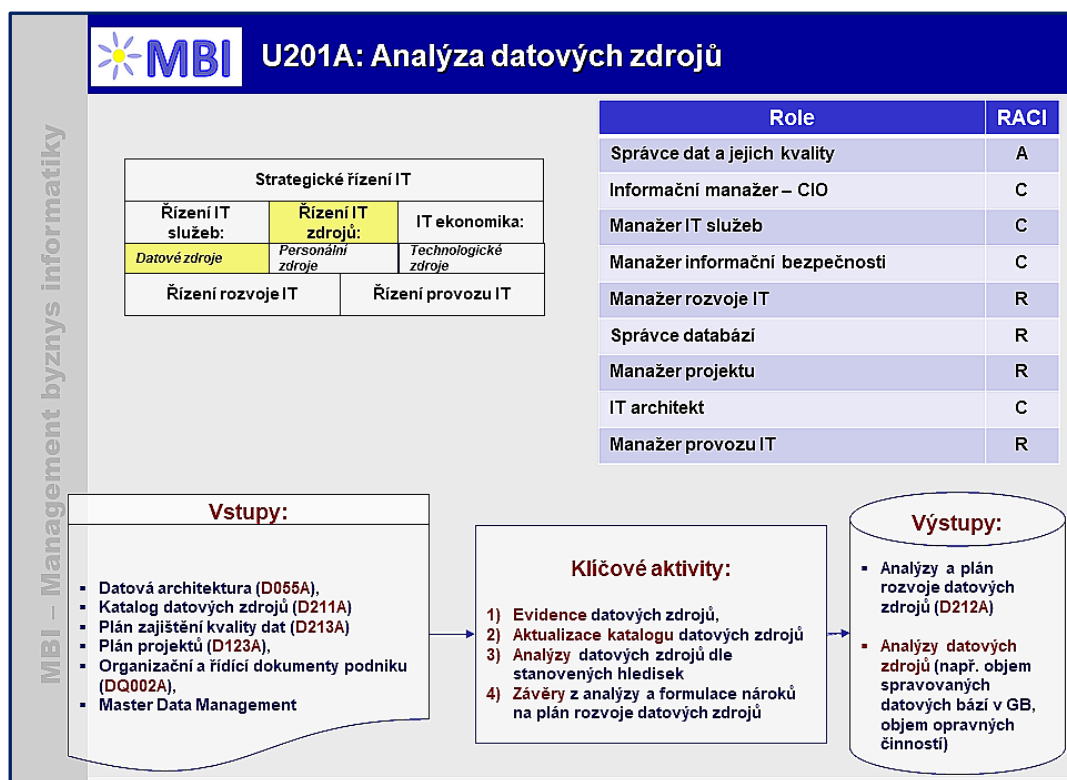 MBI
U201A: Analýza datových zdrojů
MBI – Management byznys informatiky
Strategické řízení IT
Řízení IT
služeb:
Řízení IT
zdrojů:
IT ekonomika:
Datové zdroje
Personální
zdroje
Technologické
zdroje
Řízení rozvoje IT
Řízení provozu IT
Role RACI
Správce dat a jejich kvality A
Informační manažer – CIO C
Manažer IT služeb C
Manažer informační bezpečnosti C
Manažer rozvoje IT R
Správce databází R
Manažer projektu R
IT architekt C
Manažer provozu IT R
Vstupy:
▪ Datová architektura (D055A),
▪ Katalog datových zdrojů (D211A)
▪ Plán zajištění kvality dat (D213A)
▪ Plán projektů (D123A),
▪ Organizační a řídící dokumenty podniku
(DQ002A),
▪ Master Data Management
Klíčové aktivity:
1) Evidence datových zdrojů,
2) Aktualizace katalogu datových zdrojů
3) Analýzy datových zdrojů dle
stanovených hledisek
4) Závěry z analýzy a formulace nároků
na plán rozvoje datových zdrojů
Výstupy:
▪ Analýzy a plán
rozvoje datových
zdrojů (D212A)
▪ Analýzy datových
zdrojů (např. objem
spravovaných
datových bází v GB,
objem opravných
činností)